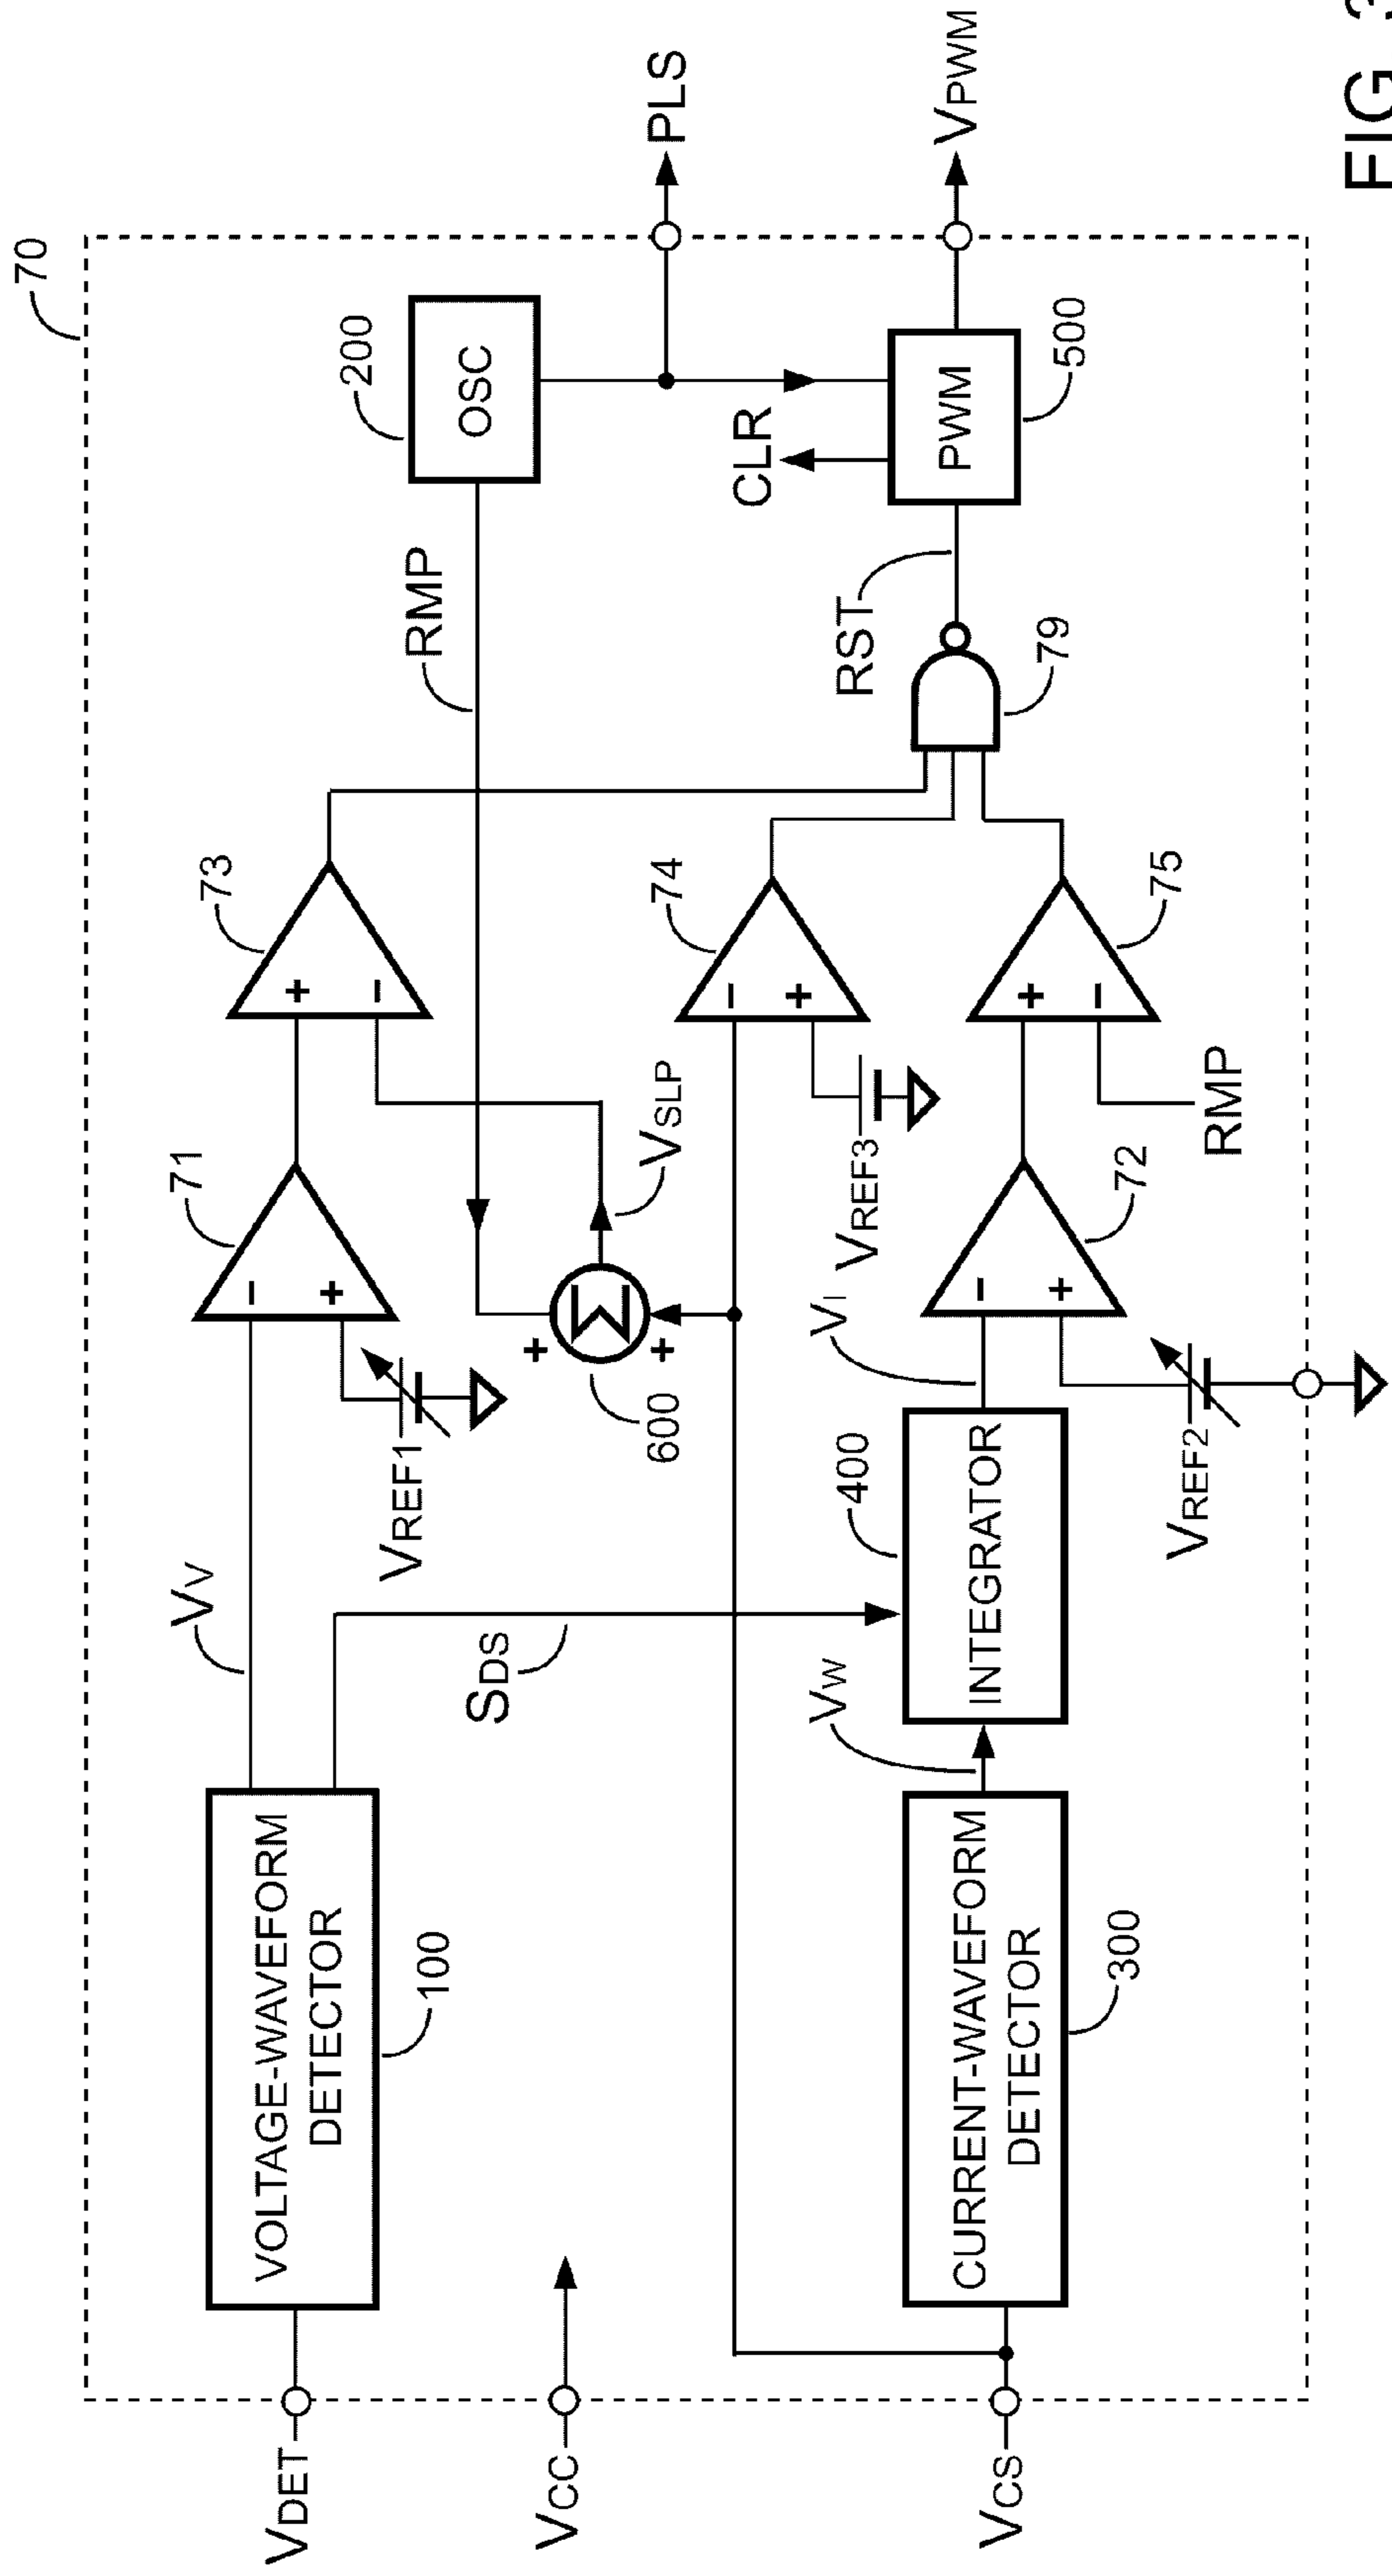 70
VDET
VOLTAGE-WAVEFORM
DETECTOR
100
VV
SDS
VREF1
71
-
+
73
+
-
RMP
200
OSC
PLS
VCC
+
+
600
Σ
VSLP
74
-
+
VREF3
CLR
RST
79
PWM
500
VPWM
VCS
CURRENT-WAVEFORM
DETECTOR
300
VW
INTEGRATOR
400
VI
VREF2
72
-
+
75
+
-
RMP